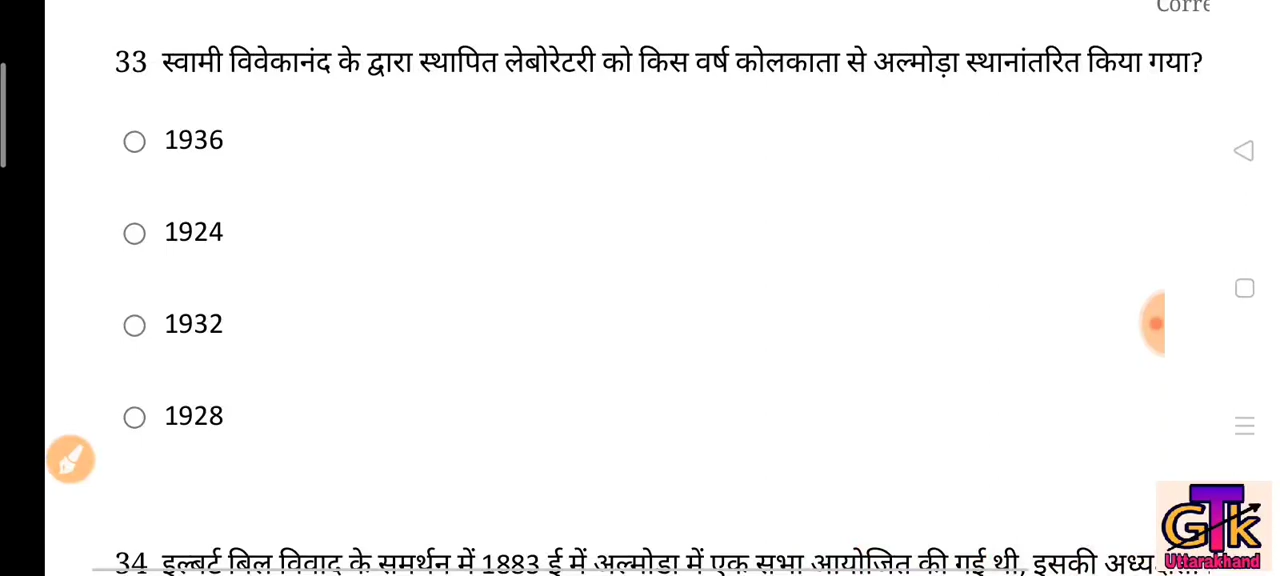 Corre
33 स्वामी विवेकानंद के द्वारा स्थापित लेबोरेटरी को किस वर्ष कोलकाता से अल्मोड़ा स्थानांतरित किया गया?
1936
1924
1932
1928
GTK
Uttarakhand
34 इल्बर्ट बिल विवाद के समर्थन में 1883 ई में अल्मोड़ा में एक सभा आयोजित की गई थी, इसकी